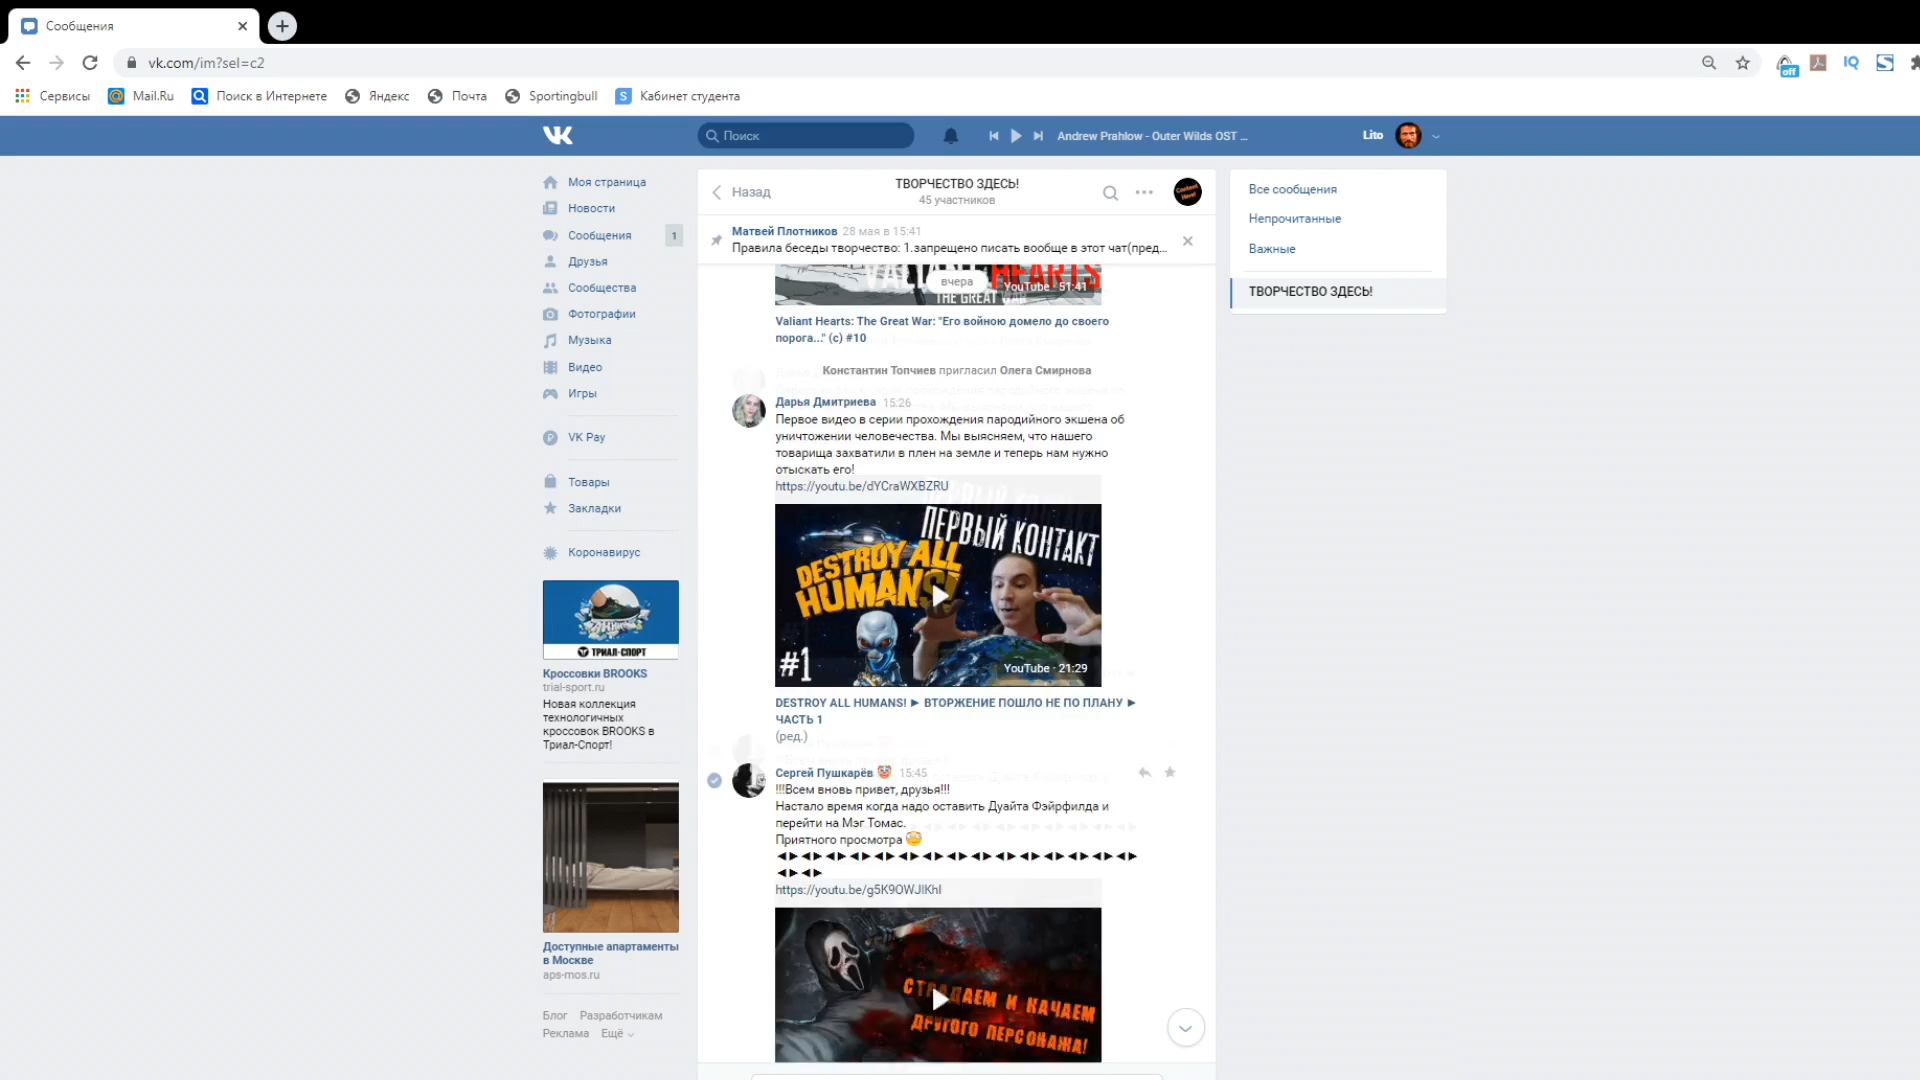 Сообщения
vk.com/im?sel=c2
Сервисы
Mail.Ru
Поиск в Интернете
Яндекс
Почта
Sportingbull
Кабинет студента
off
IQ
Поиск
Andrew Prahlow - Outer Wilds OST ...
Lito
Моя страница
Новости
Сообщения
1
Друзья
Сообщества
Фотографии
Музыка
Видео
Игры
VK Pay
Товары
Закладки
Коронавирус
ТРИАЛ-СПОРТ
Кроссовки BROOKS
trial-sport.ru
Новая коллекция
технологичных
кроссовок BROOKS в
Триал-Спорт!
Доступные апартаменты
в Москве
aps-mos.ru
Блог Разработчикам
Реклама Ещё
Назад
ТВОРЧЕСТВО ЗДЕСЬ!
45 участников
Матвей Плотников 28 мая в 15:41
Правила беседы творчество: 1.запрещено писать вообще в этот чат(пред...
VALIANT HEARTS
вчера
YouTube · 51:41
THE GREAT WAR
Valiant Hearts: The Great War: "Его войною домело до своего
порога..." (с) #10
Константин Топчиев пригласил Олега Смирнова
Дарья Дмитриева 15:26
Первое видео в серии прохождения пародийного экшена об
уничтожении человечества. Мы выясняем, что нашего
товарища захватили в плен на земле и теперь нам нужно
отыскать его!
https://youtu.be/dYCraWXBZRU
ПЕРВЫЙ КОНТАКТ
DESTROY ALL
HUMANS!
#1
YouTube · 21:29
DESTROY ALL HUMANS! ► ВТОРЖЕНИЕ ПОШЛО НЕ ПО ПЛАНУ ►
ЧАСТЬ 1
(ред.)
Сергей Пушкарёв 15:45
!!!Всем вновь привет, друзья!!!
Настало время когда надо оставить Дуайта Фэйрфилда и
перейти на Мэг Томас.
Приятного просмотра
◄►◄►◄►◄►◄►◄►◄►◄►◄►◄►◄►◄►◄►◄►◄►
◄►◄►
https://youtu.be/g5K9OWJlKhI
СТРАДАЕМ И КАЧАЕМ
ДРУГОГО ПЕРСОНАЖА!
Все сообщения
Непрочитанные
Важные
ТВОРЧЕСТВО ЗДЕСЬ!